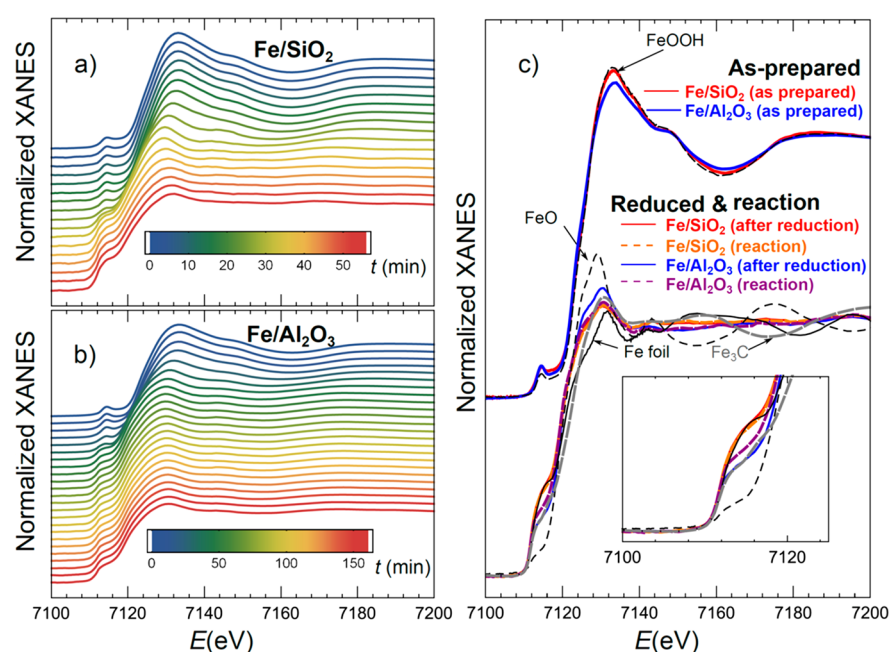 a)
Fe/SiO₂
Normalized XANES
0 10 20 30 40 50
t (min)
b)
Fe/Al₂O₃
Normalized XANES
0 50 100 150
t (min)
7100 7120 7140 7160 7180 7200
E(eV)
c)
FeOOH
As-prepared
Fe/SiO₂ (as prepared)
Fe/Al₂O₃ (as prepared)
Normalized XANES
Reduced & reaction
FeO
Fe/SiO₂ (after reduction)
Fe/SiO₂ (reaction)
Fe/Al₂O₃ (after reduction)
Fe/Al₂O₃ (reaction)
Fe foil
Fe₃C
7100 7120
7100 7120 7140 7160 7180 7200
E(eV)